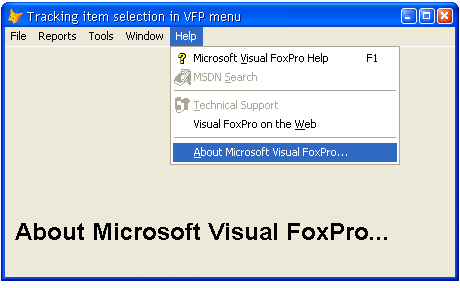 Tracking item selection in VFP menu
File Reports Tools Window Help
Microsoft Visual FoxPro Help F1
MSDN Search
Technical Support
Visual FoxPro on the Web
About Microsoft Visual FoxPro...
About Microsoft Visual FoxPro...